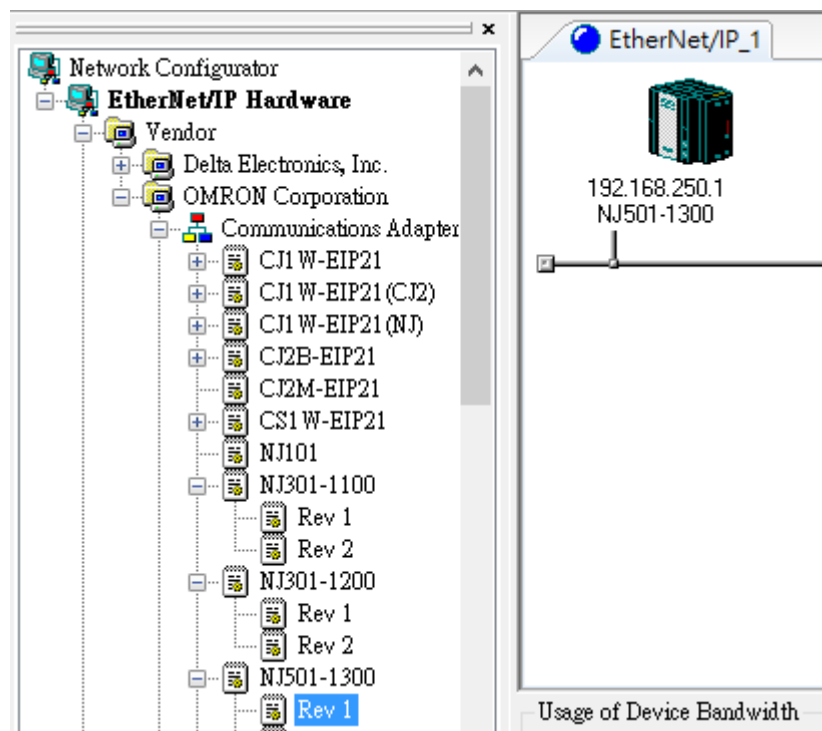 Network Configurator
EtherNet/IP Hardware
Vendor
Delta Electronics, Inc.
OMRON Corporation
Communications Adapter
CJ1W-EIP21
CJ1W-EIP21(CJ2)
CJ1W-EIP21(NJ)
CJ2B-EIP21
CJ2M-EIP21
CS1W-EIP21
NJ101
NJ301-1100
Rev 1
Rev 2
NJ301-1200
Rev 1
Rev 2
NJ501-1300
Rev 1
EtherNet/IP_1
192.168.250.1
NJ501-1300
Usage of Device Bandwidth